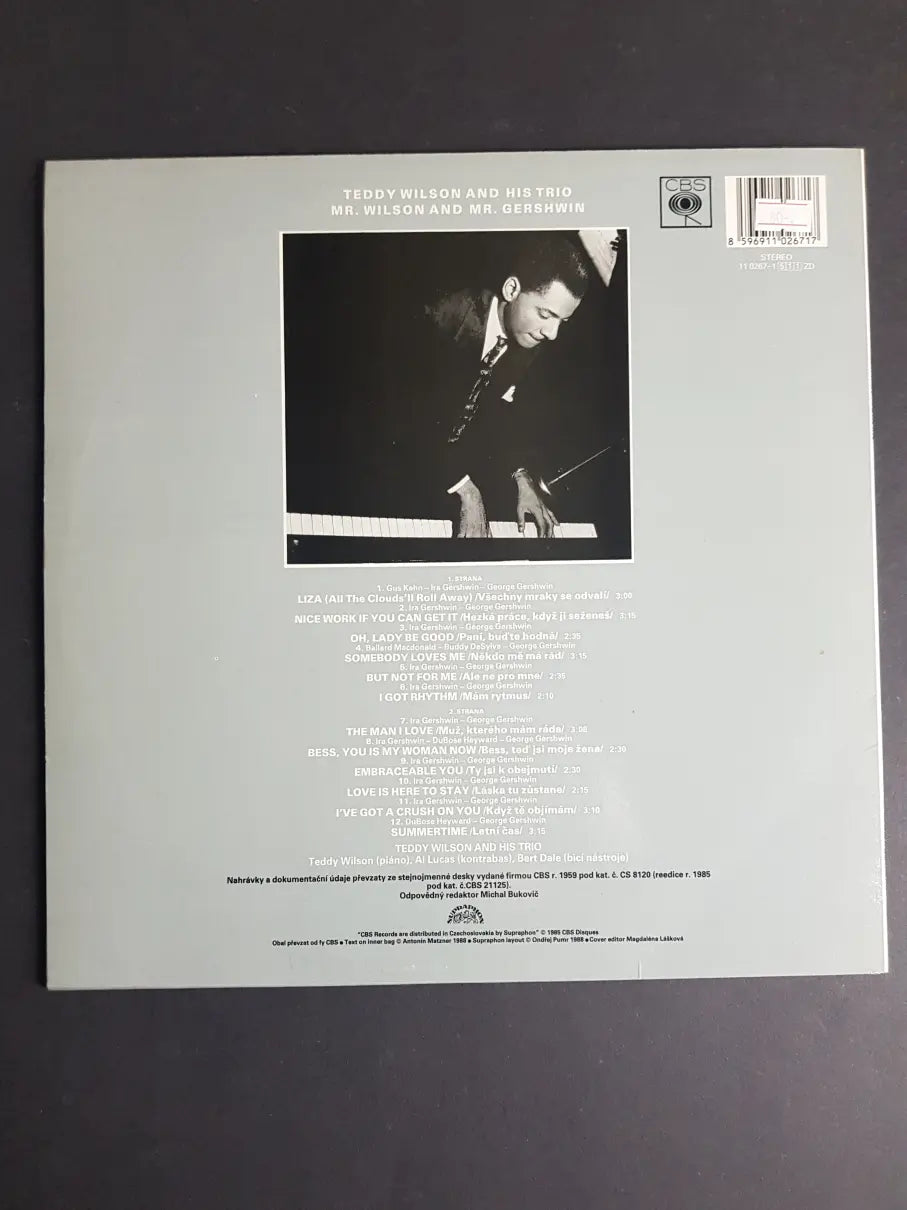 TEDDY WILSON AND HIS TRIO
MR. WILSON AND MR. GERSHWIN
CBS
8 596911 026717
STEREO
11 0267-1 511 ZD
1. STRANA
1. Gus Kahn – Ira Gershwin – George Gershwin
LIZA (All The Clouds'll Roll Away) /Všechny mraky se odvalí/ 3:00
2. Ira Gershwin – George Gershwin
NICE WORK IF YOU CAN GET IT /Hezká práce, když ji seženeš/ 3:15
3. Ira Gershwin – George Gershwin
OH, LADY BE GOOD /Paní, buďte hodná/ 2:35
4. Ballard Macdonald – Buddy DeSylva – George Gershwin
SOMEBODY LOVES ME /Někdo mě má rád/ 3:15
5. Ira Gershwin – George Gershwin
BUT NOT FOR ME /Ale ne pro mne/ 2:35
6. Ira Gershwin – George Gershwin
I GOT RHYTHM /Mám rytmus/ 2:10
2. STRANA
7. Ira Gershwin – George Gershwin
THE MAN I LOVE /Muž, kterého mám ráda/ 3:08
8. Ira Gershwin – DuBose Heyward – George Gershwin
BESS, YOU IS MY WOMAN NOW /Bess, teď jsi moje žena/ 2:30
9. Ira Gershwin – George Gershwin
EMBRACEABLE YOU /Ty jsi k obejmutí/ 2:30
10. Ira Gershwin – George Gershwin
LOVE IS HERE TO STAY /Láska tu zůstane/ 2:15
11. Ira Gershwin – George Gershwin
I'VE GOT A CRUSH ON YOU /Když tě objímám/ 3:10
12. DuBose Heyward – George Gershwin
SUMMERTIME /Letní čas/ 3:15
TEDDY WILSON AND HIS TRIO
Teddy Wilson (piáno), Al Lucas (kontrabas), Bert Dale (bicí nástroje)
Nahrávky a dokumentační údaje převzaty ze stejnojmenné desky vydané firmou CBS r. 1959 pod kat. č. CS 8120 (reedice r. 1985
pod kat. č.CBS 21125).
Odpovědný redaktor Michal Bukovič
SUPRAPHON
"CBS Records are distributed in Czechoslovakia by Supraphon" © 1985 CBS Disques
Obal převzat od fy CBS ● Text on inner bag © Antonín Matzner 1988 ● Supraphon layout © Ondřej Pumr 1988 ● Cover editor Magdaléna Lášková